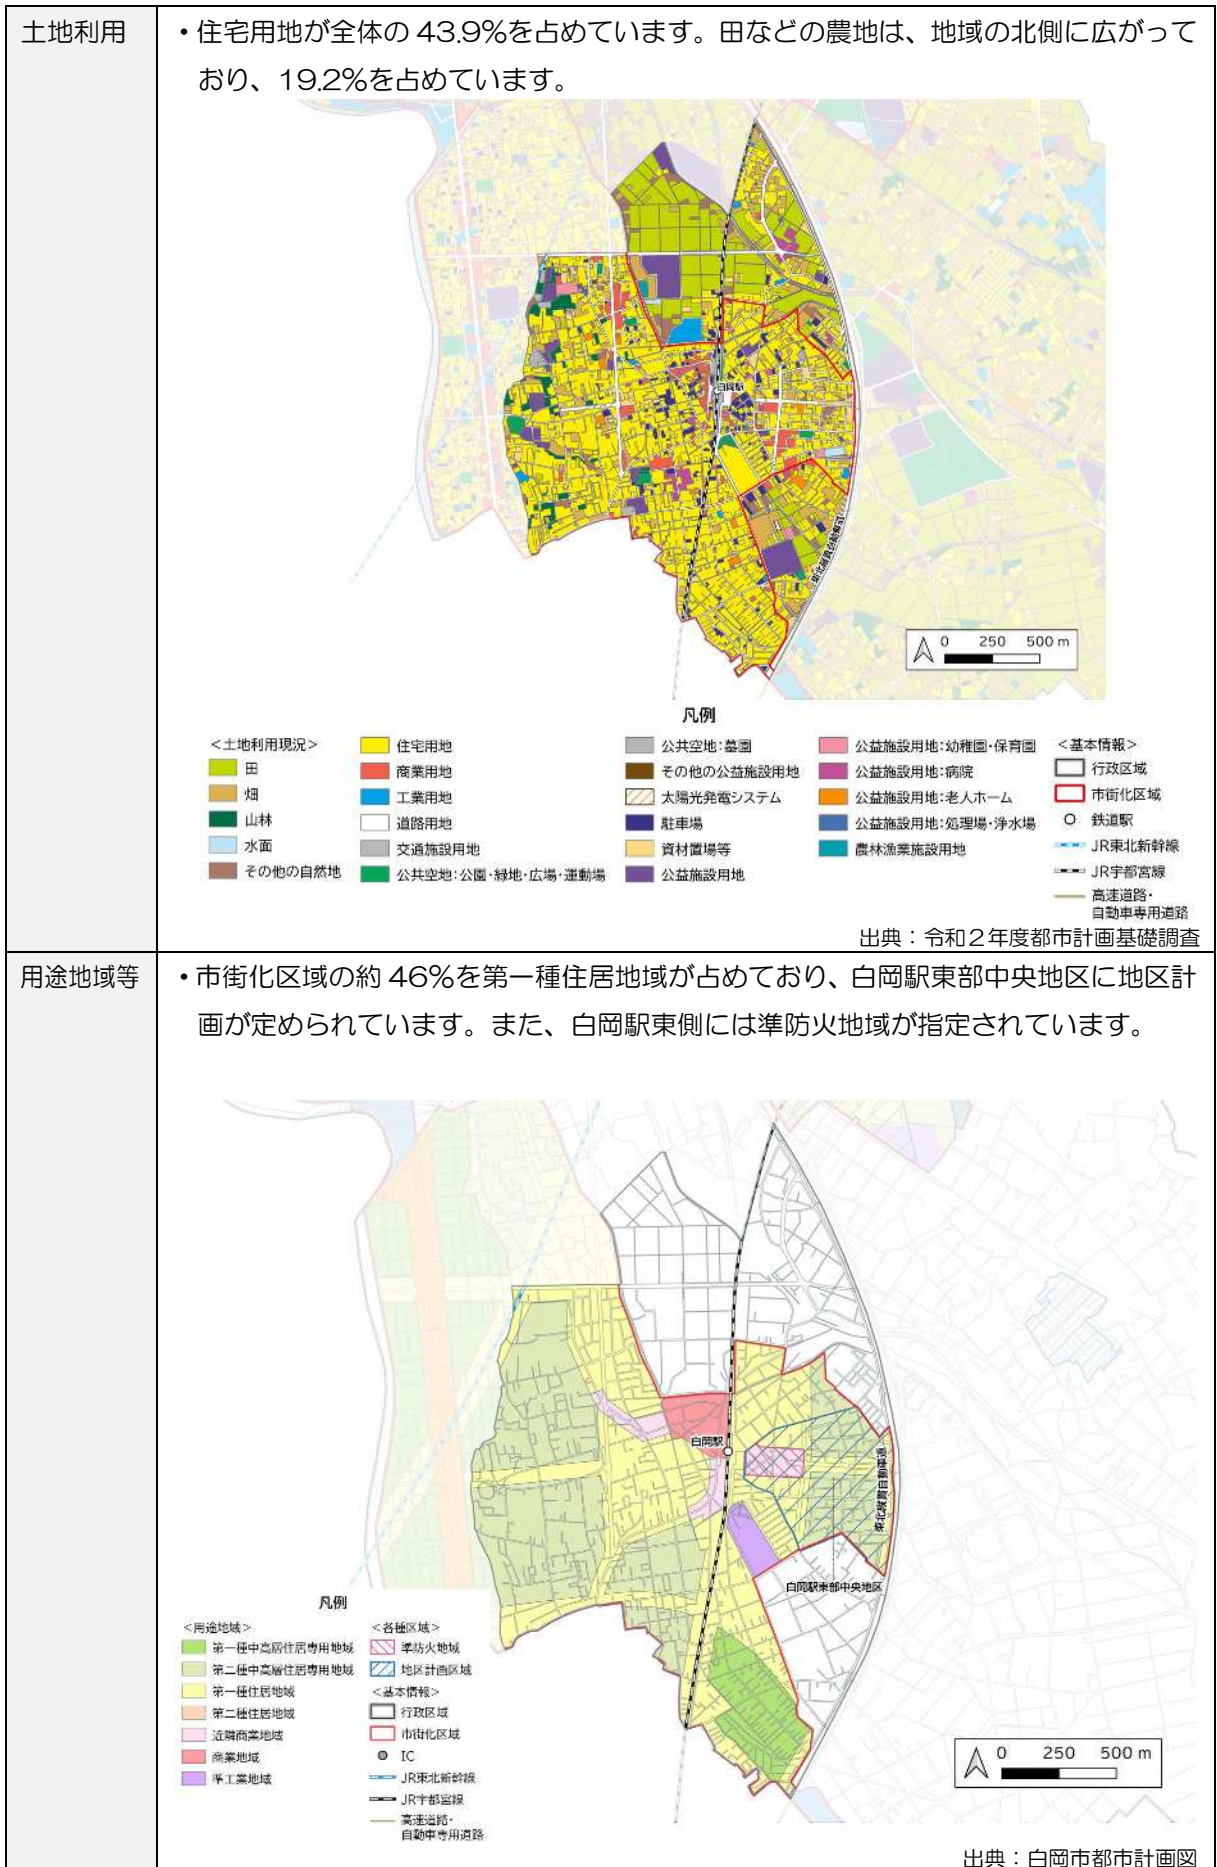 土地利用
・住宅用地が全体の 43.9%を占めています。田などの農地は、地域の北側に広がって
おり、19.2%を占めています。
白岡駅
東北縦貫自動車道
0 250 500 m
凡例
<土地利用現況>
田
畑
山林
水面
その他の自然地
住宅用地
商業用地
工業用地
道路用地
交通施設用地
公共空地:公園・緑地・広場・運動場
公共空地:墓園
その他の公益施設用地
太陽光発電システム
駐車場
資材置場等
公益施設用地
公益施設用地:幼稚園・保育園
公益施設用地:病院
公益施設用地:老人ホーム
公益施設用地:処理場・浄水場
農林漁業施設用地
<基本情報>
行政区域
市街化区域
鉄道駅
JR東北新幹線
JR宇都宮線
高速道路・
自動車専用道路
出典：令和２年度都市計画基礎調査
用途地域等
・市街化区域の約 46%を第一種住居地域が占めており、白岡駅東部中央地区に地区計
画が定められています。また、白岡駅東側には準防火地域が指定されています。
白岡駅
東北縦貫自動車道
白岡駅東部中央地区
凡例
<用途地域>
第一種中高層住居専用地域
第二種中高層住居専用地域
第一種住居地域
第二種住居地域
近隣商業地域
商業地域
準工業地域
<各種区域>
準防火地域
地区計画区域
<基本情報>
行政区域
市街化区域
IC
JR東北新幹線
JR宇都宮線
高速道路・
自動車専用道路
0 250 500 m
出典：白岡市都市計画図